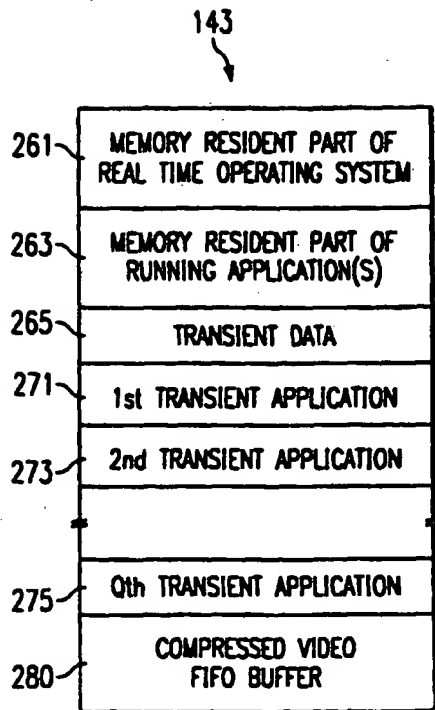 143
261
MEMORY RESIDENT PART OF
REAL TIME OPERATING SYSTEM
263
MEMORY RESIDENT PART OF
RUNNING APPLICATION(S)
265
TRANSIENT DATA
271
1st TRANSIENT APPLICATION
273
2nd TRANSIENT APPLICATION
275
Qth TRANSIENT APPLICATION
280
COMPRESSED VIDEO
FIFO BUFFER